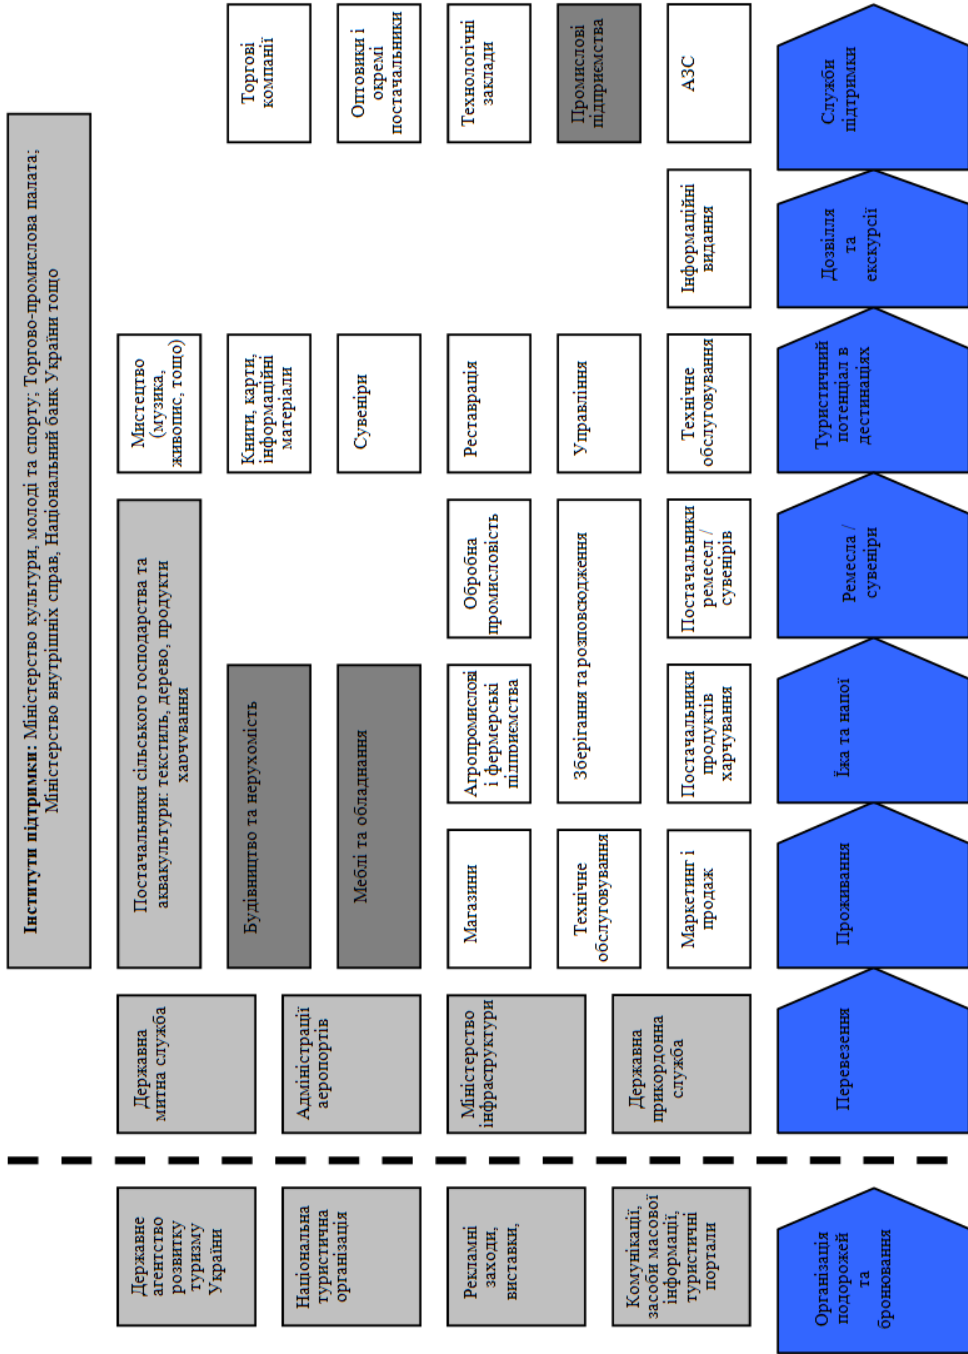 Інститути підтримки: Міністерство культури, молоді та спорту; Торгово-промислова палата;
Міністерство внутрішніх справ, Національний банк України тощо
Державне
агентство
розвитку
туризму
України
Національна
туристична
організація
Рекламні
заходи,
виставки,
Комунікації,
засоби масової
інформації,
туристичні
портали
Організація
подорожей
та
бронювання
Державна
митна служба
Адміністрації
аеропортів
Міністерство
інфраструктури
Державна
прикордонна
служба
Перевезення
Постачальники сільського господарства та
аквакультури: текстиль, дерево, продукти
харчування
Будівництво та нерухомість
Меблі та обладнання
Магазини
Технічне
обслуговування
Маркетинг і
продаж
Проживання
Агропромислові
і фермерські
підприємства
Зберігання та розповсюдження
Постачальники
продуктів
харчування
Їжа та напої
Обробна
промисловість
Постачальники
ремесел /
сувенірів
Ремесла /
сувеніри
Мистецтво
(музика,
живопис, тощо)
Книги, карти,
інформаційні
матеріали
Сувеніри
Реставрація
Управління
Технічне
обслуговування
Туристичний
потенціал в
дестинаціях
Інформаційні
видання
Дозвілля
та
екскурсії
Торгові
компанії
Оптовики і
окремі
постачальники
Технологічні
заклади
Промислові
підприємства
АЗС
Служби
підтримки